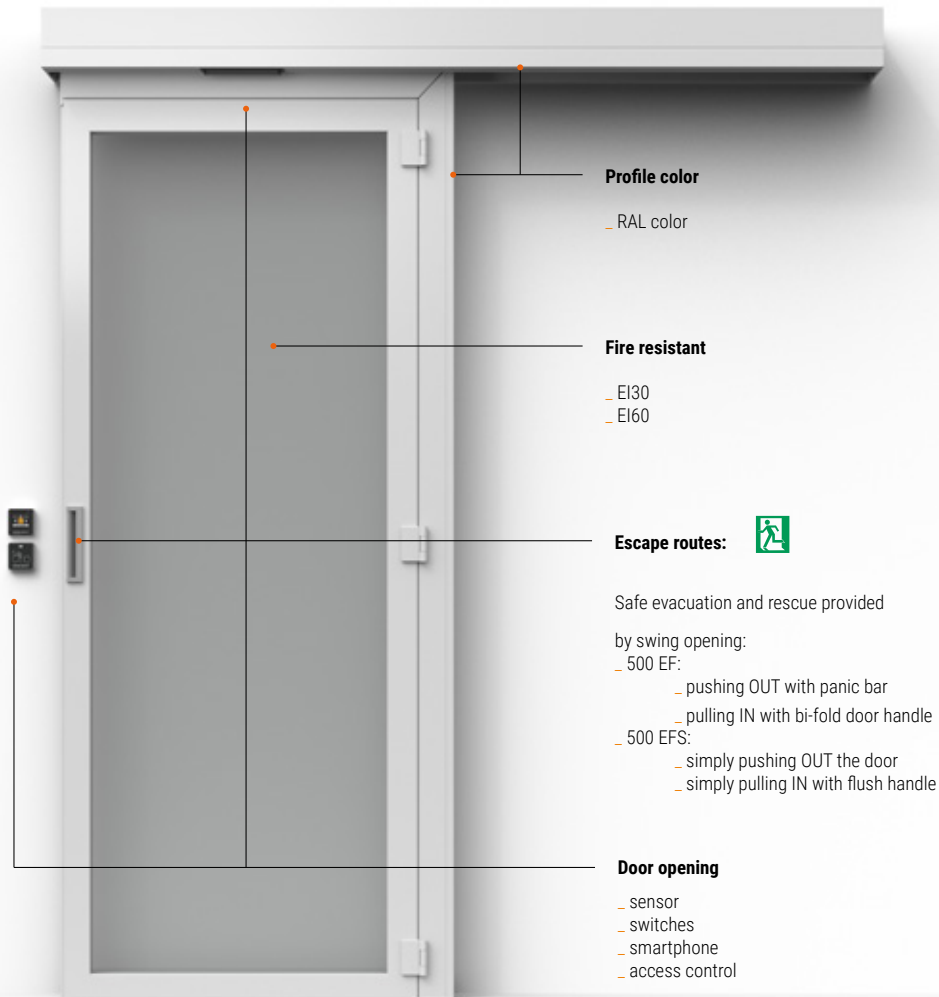 Profile color
_ RAL color
Fire resistant
_ EI30
_ EI60
Escape routes:
Safe evacuation and rescue provided
by swing opening:
_ 500 EF:
_ pushing OUT with panic bar
_ pulling IN with bi-fold door handle
_ 500 EFS:
_ simply pushing OUT the door
_ simply pulling IN with flush handle
Door opening
_ sensor
_ switches
_ smartphone
_ access control